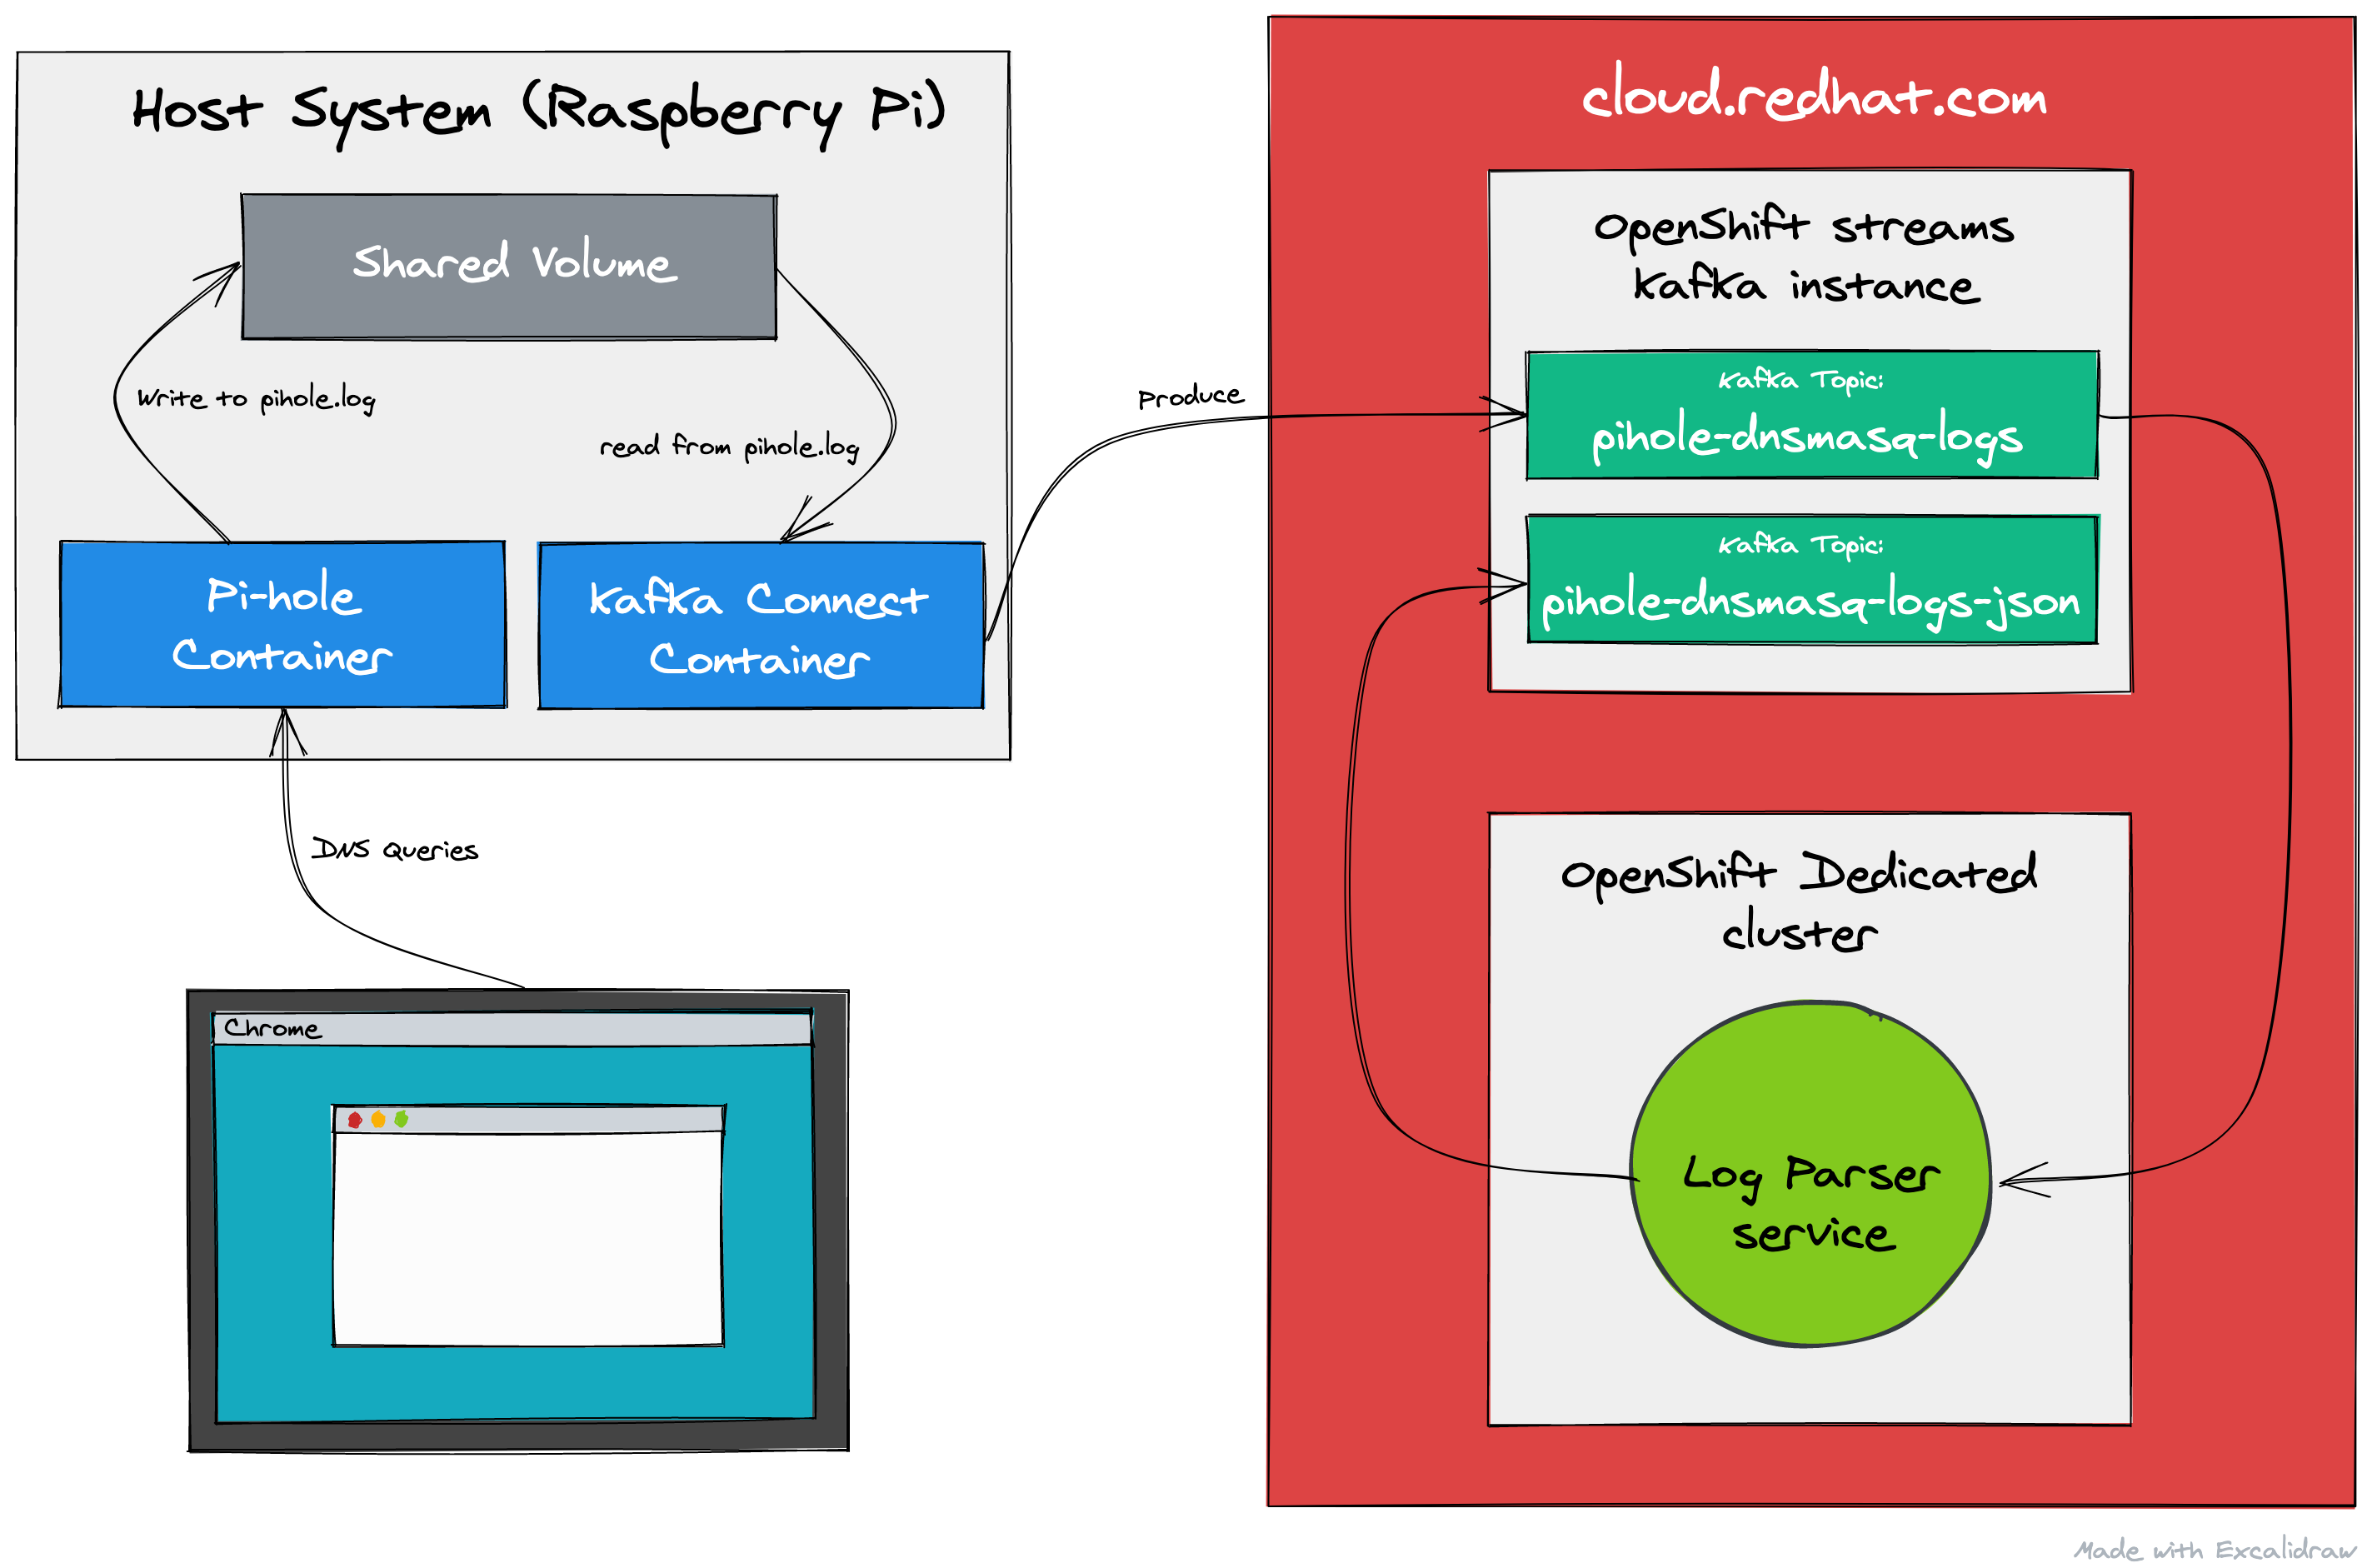 Host System (Raspberry Pi)
Shared Volume
Write to pihole.log
read from pihole.log
Pi-hole
Container
Kafka Connect
Container
DNS Queries
Chrome
Produce
cloud.redhat.com
OpenShift streams
Kafka instance
Kafka Topic:
pihole-dnsmasq-logs
Kafka Topic:
pihole-dnsmasq-logs-json
OpenShift Dedicated
cluster
Log Parser
service
Made with Excalidraw